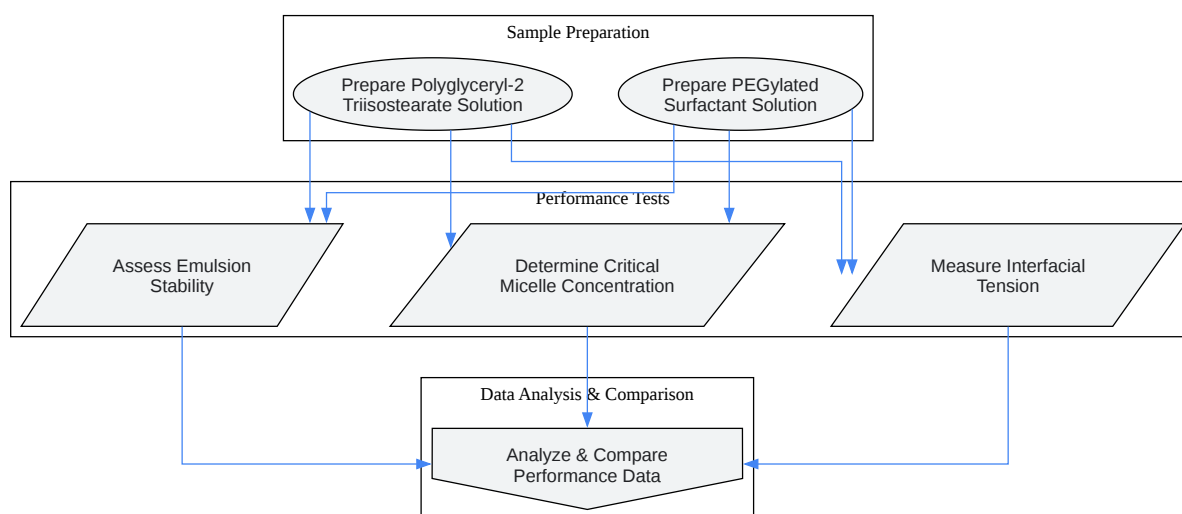 Sample Preparation
Prepare Polyglyceryl-2
Triisostearate Solution
Prepare PEGylated
Surfactant Solution
Performance Tests
Assess Emulsion
Stability
Determine Critical
Micelle Concentration
Measure Interfacial
Tension
Data Analysis & Comparison
Analyze & Compare
Performance Data